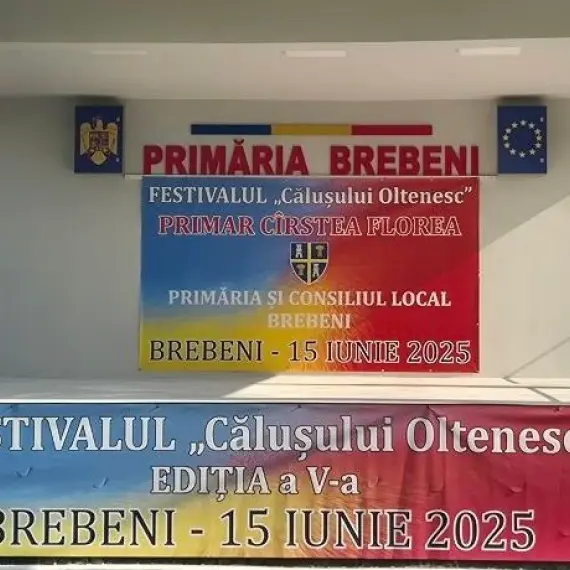 PRIMĂRIA BREBENI
FESTIVALUL „Călușului Oltenesc”
PRIMAR CÎRSTEA FLOREA
PRIMĂRIA ȘI CONSILIUL LOCAL
BREBENI
BREBENI - 15 IUNIE 2025
STIVALUL „Călușului Oltenesc
EDIȚIA a V-a
BREBENI - 15 IUNIE 2025